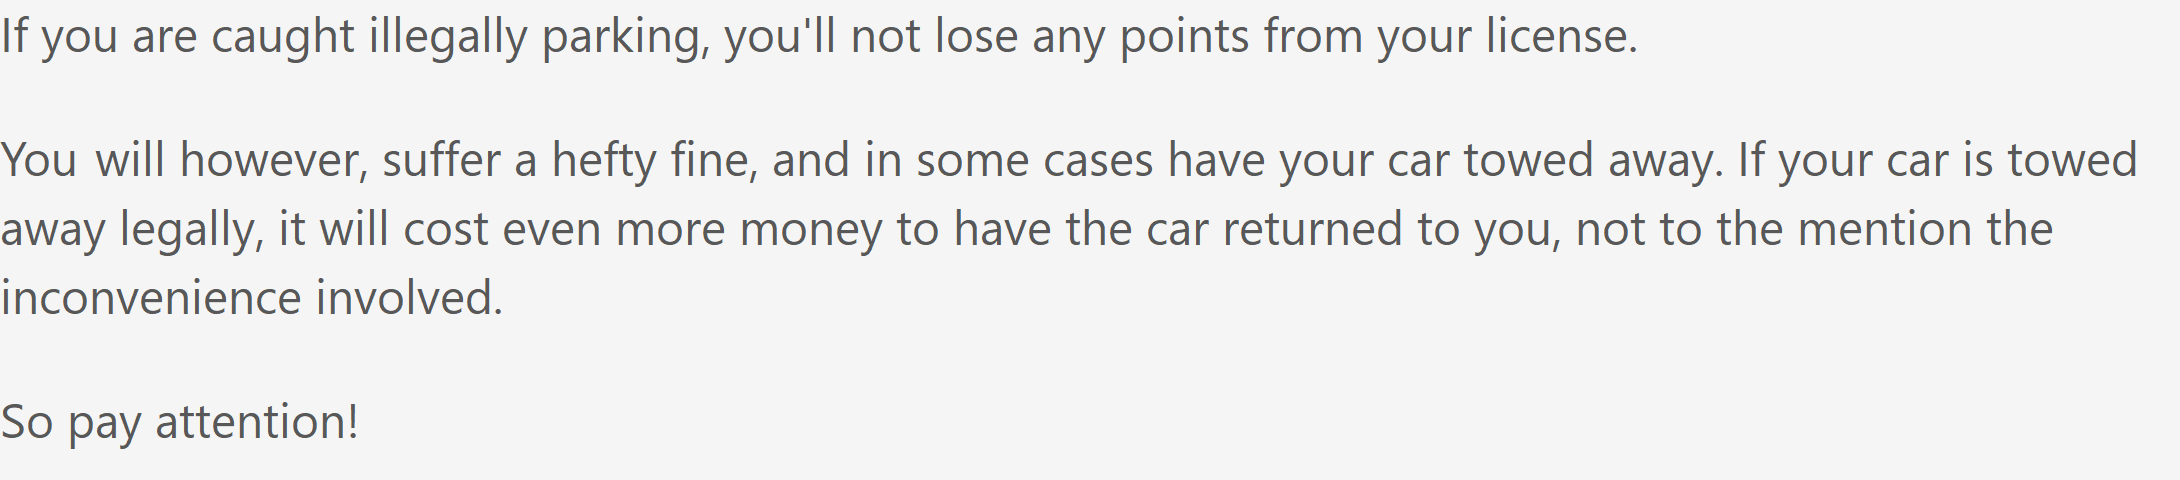 If you are caught illegally parking, you'll not lose any points from your license.
You will however, suffer a hefty fine, and in some cases have your car towed away. If your car is towed
away legally, it will cost even more money to have the car returned to you, not to the mention the
inconvenience involved.
So pay attention!